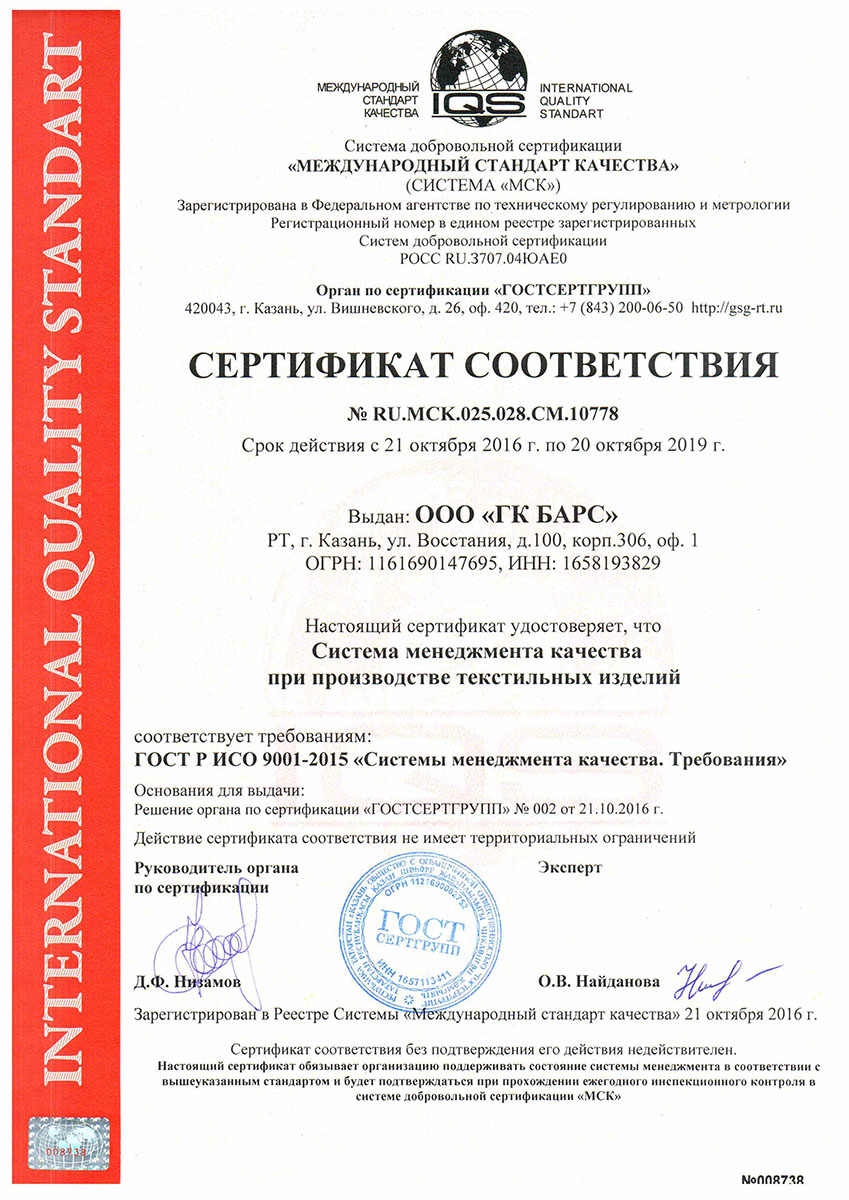 INTERNATIONAL QUALITY STANDART
МЕЖДУНАРОДНЫЙ
СТАНДАРТ
КАЧЕСТВА
IQS
INTERNATIONAL
QUALITY
STANDART
Система добровольной сертификации
«МЕЖДУНАРОДНЫЙ СТАНДАРТ КАЧЕСТВА»
(СИСТЕМА «МСК»)
Зарегистрирована в Федеральном агентстве по техническому регулированию и метрологии
Регистрационный номер в едином реестре зарегистрированных
Систем добровольной сертификации
РОСС RU.З707.04ЮАЕ0
Орган по сертификации «ГОСТСЕРТГРУПП»
420043, г. Казань, ул. Вишневского, д. 26, оф. 420, тел.: +7 (843) 200-06-50 http://gsg-rt.ru
СЕРТИФИКАТ СООТВЕТСТВИЯ
№ RU.МСК.025.028.СМ.10778
Срок действия с 21 октября 2016 г. по 20 октября 2019 г.
Выдан: ООО «ГК БАРС»
РТ, г. Казань, ул. Восстания, д.100, корп.306, оф. 1
ОГРН: 1161690147695, ИНН: 1658193829
Настоящий сертификат удостоверяет, что
Система менеджмента качества
при производстве текстильных изделий
соответствует требованиям:
ГОСТ Р ИСО 9001-2015 «Системы менеджмента качества. Требования»
Основания для выдачи:
Решение органа по сертификации «ГОСТСЕРТГРУПП» № 002 от 21.10.2016 г.
Действие сертификата соответствия не имеет территориальных ограничений
Руководитель органа
по сертификации
Эксперт
ОГРН 1121690002752
ГОСТ
СЕРТГРУПП
ИНН 1657113411
Д.Ф. Низамов
О.В. Найданова
Зарегистрирован в Реестре Системы «Международный стандарт качества» 21 октября 2016 г.
Сертификат соответствия без подтверждения его действия недействителен.
Настоящий сертификат обязывает организацию поддерживать состояние системы менеджмента в соответствии с
вышеуказанным стандартом и будет подтверждаться при прохождении ежегодного инспекционного контроля в
системе добровольной сертификации «МСК»
008738
№008738